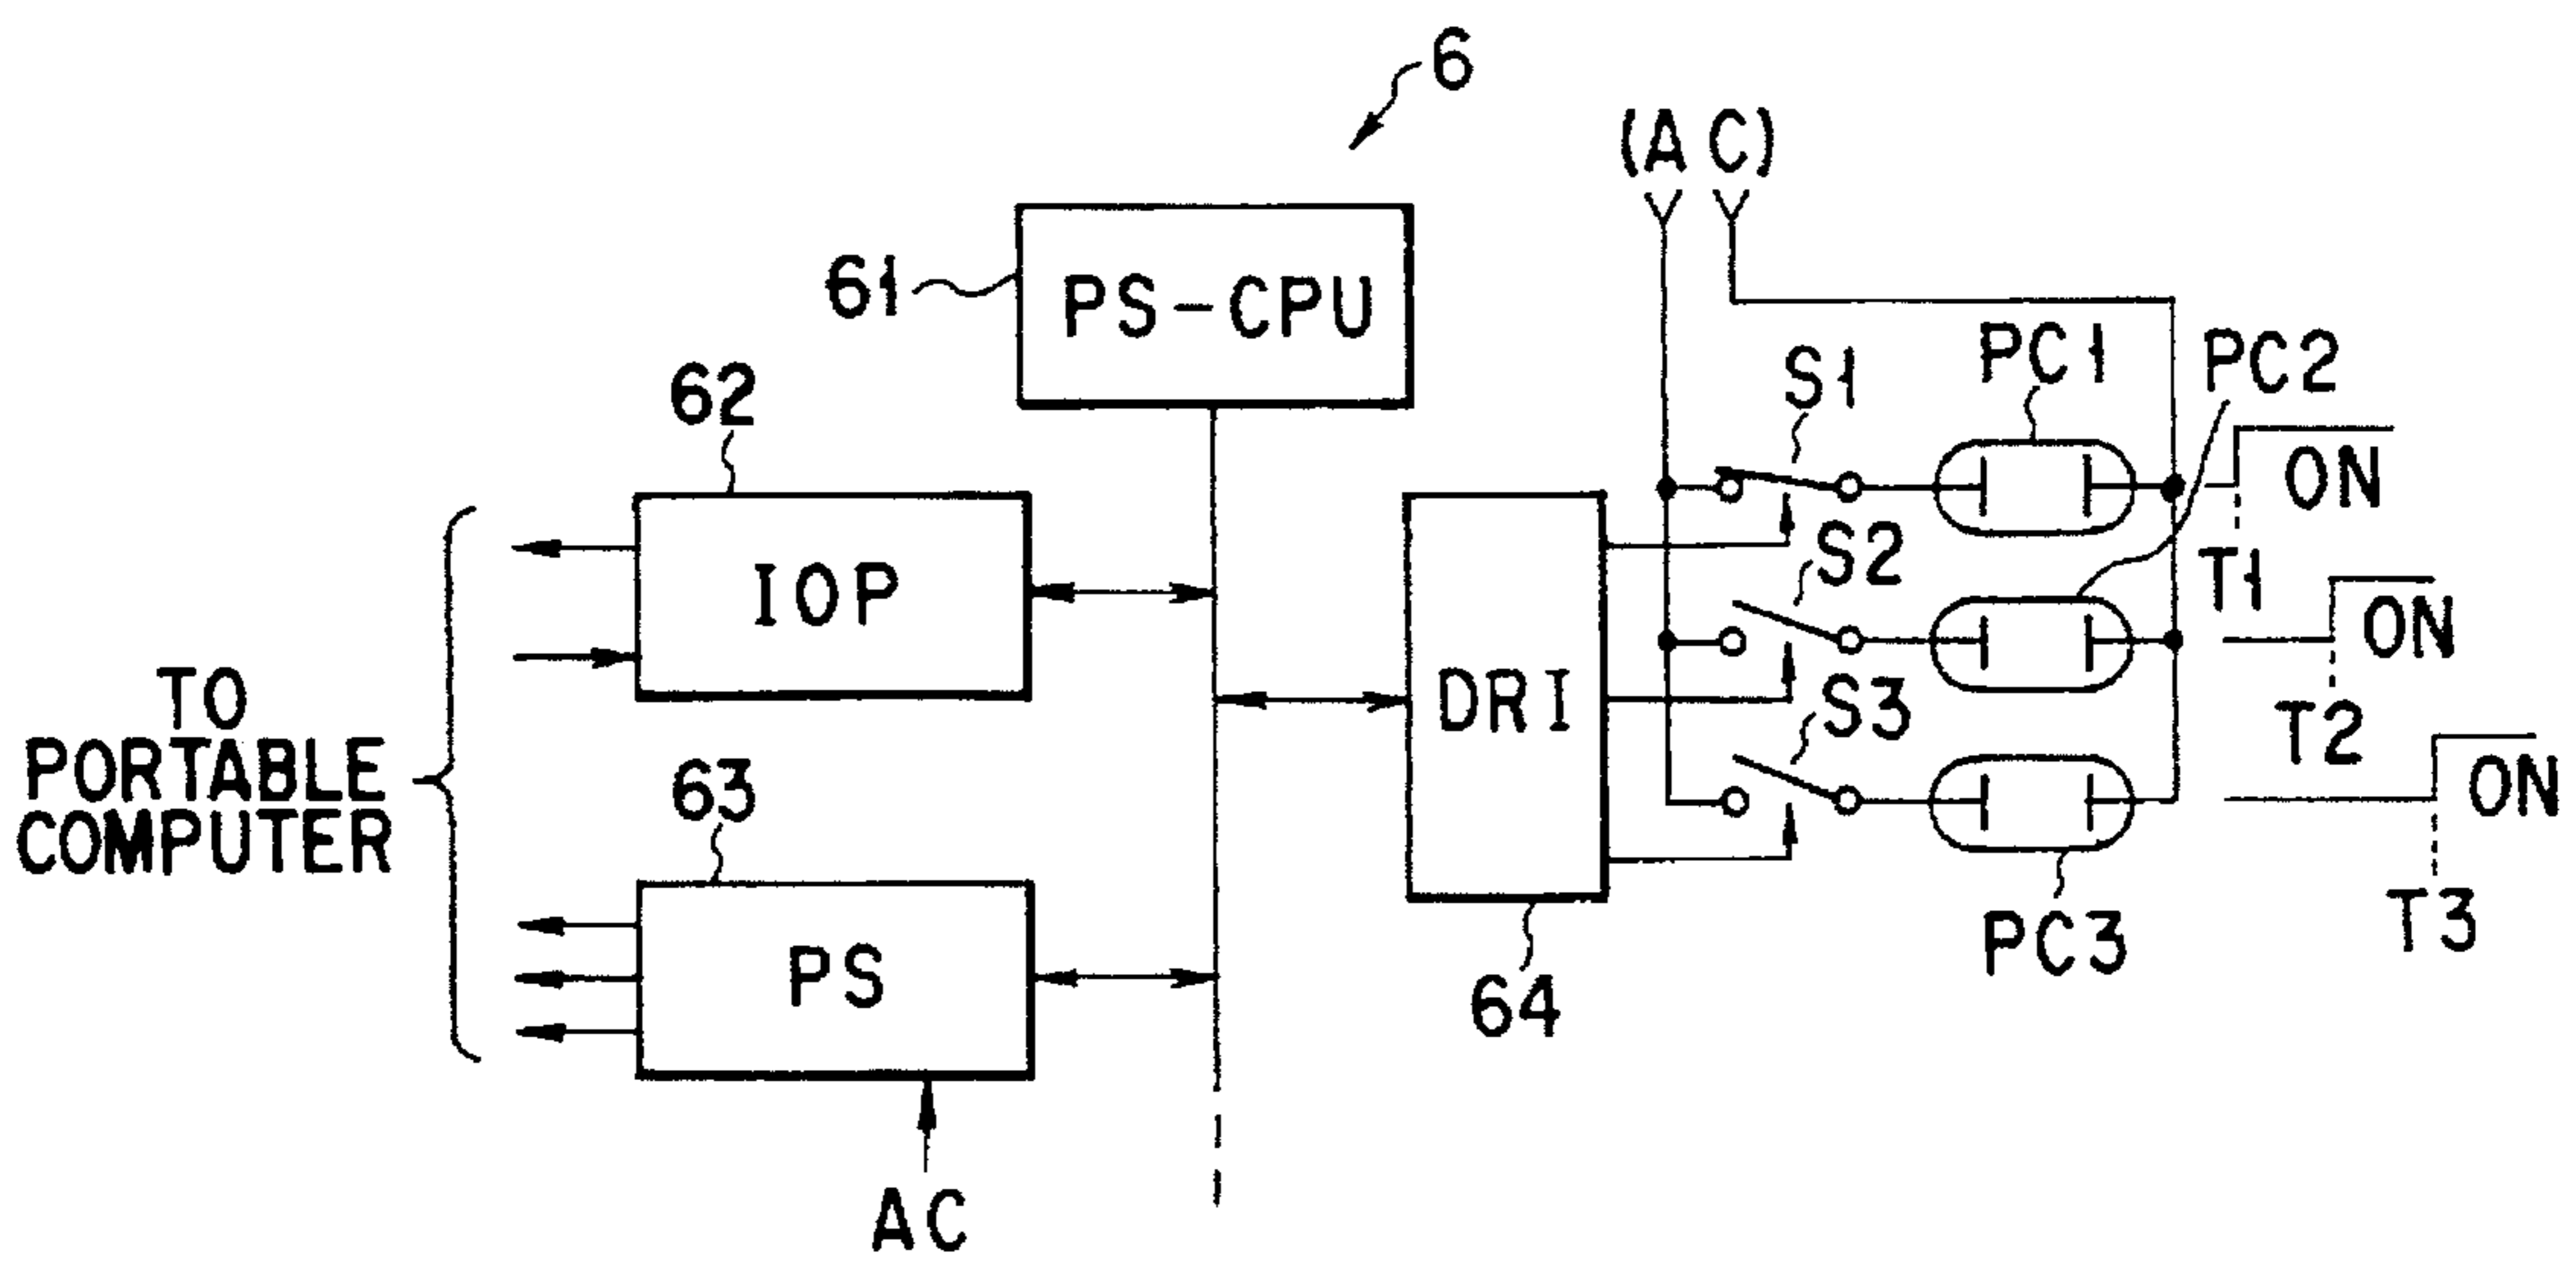 6
(AC)
61
PS-CPU
62
S1
PC1
PC2
ON
IOP
S2
T1
ON
TO
PORTABLE
COMPUTER
DRI
S3
T2
ON
63
PS
64
PC3
T3
AC